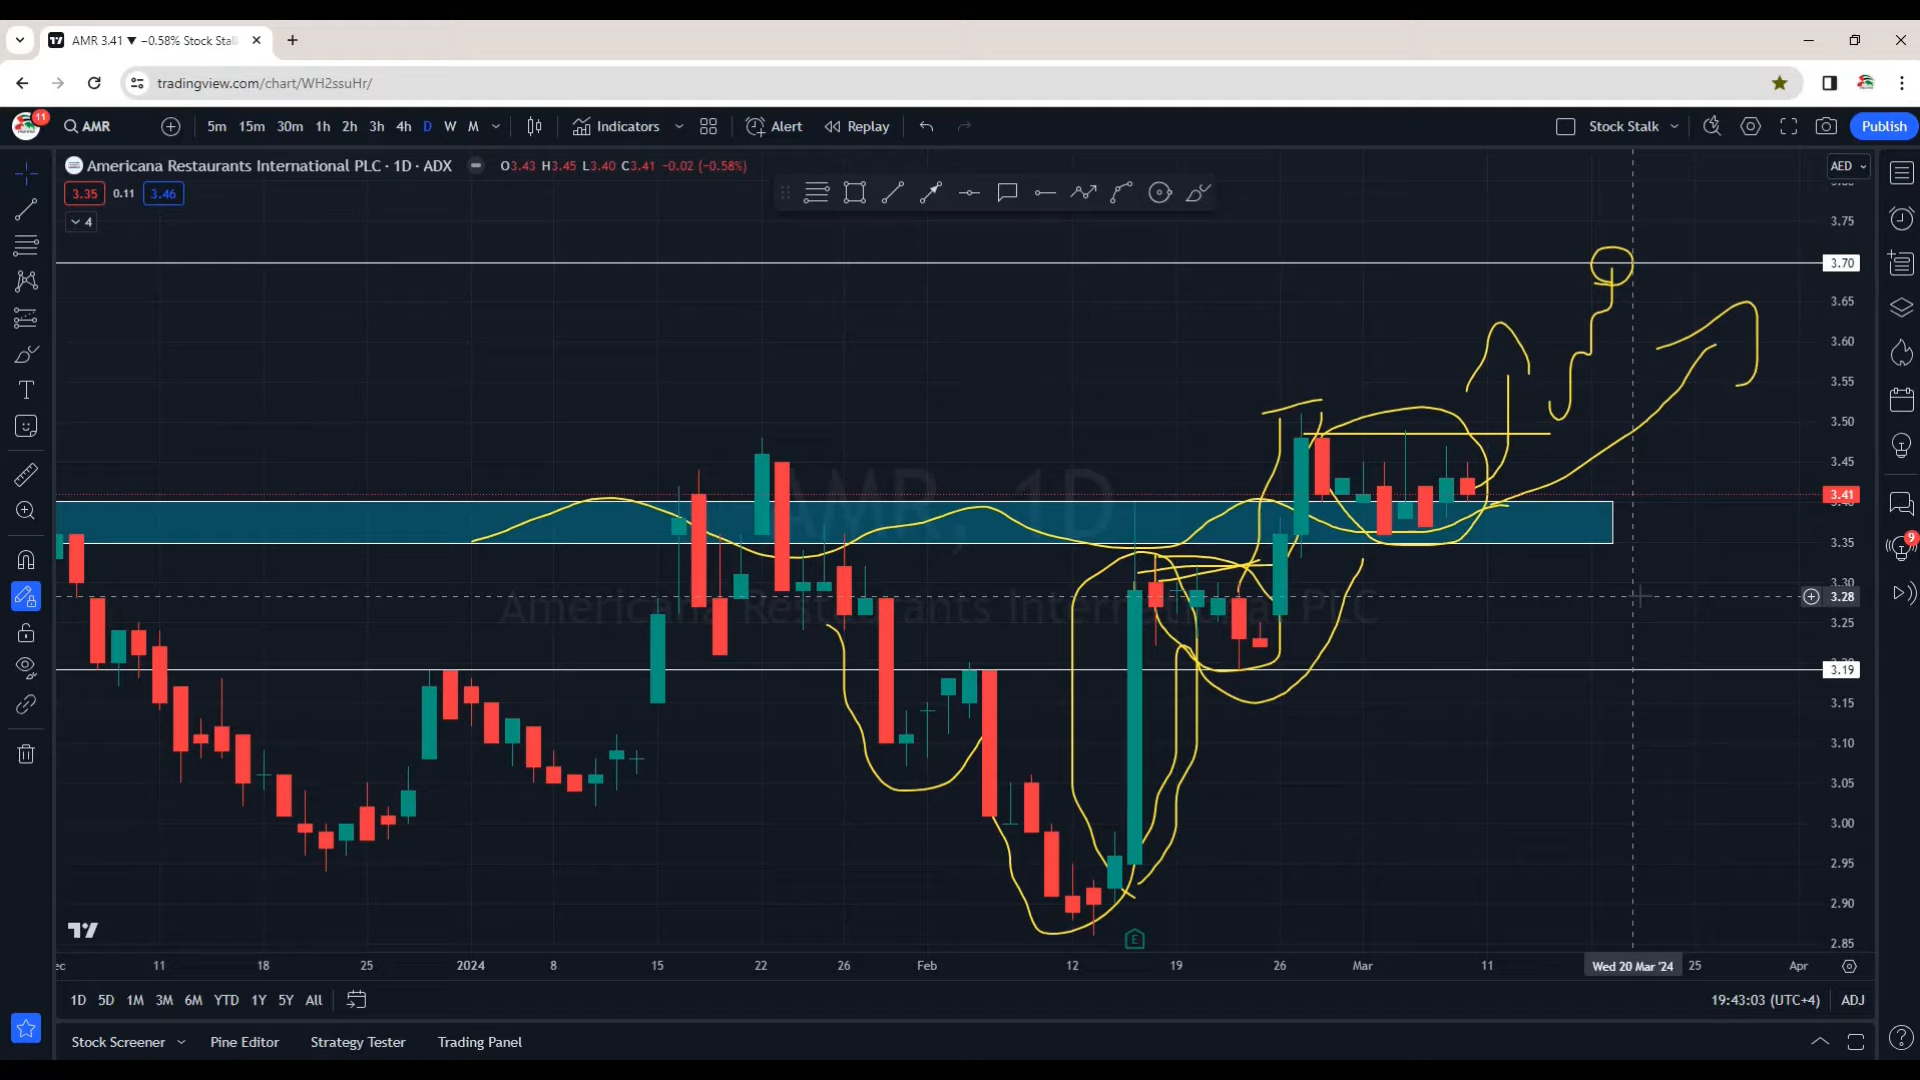 AMR 3.41 ▼ −0.58% Stock Stal
tradingview.com/chart/WH2ssuHr/
11
AMR
5m 15m 30m 1h 2h 3h 4h D W M
Indicators
Alert
Replay
Stock Stalk
Publish
Americana Restaurants International PLC · 1D · ADX
O3.43 H3.45 L3.40 C3.41 −0.02 (−0.58%)
AED
3.35 0.11 3.46
4
3.75
3.70
3.65
3.60
3.55
3.50
3.45
3.41
3.35
3.30
3.28
3.25
3.19
3.15
3.10
3.05
3.00
2.95
2.90
2.85
AMR, 1D
Americana Restaurants International PLC
9
E
ec 11 18 25 2024 8 15 22 26 Feb 12 19 26 Mar 11 Wed 20 Mar '24 25 Apr
1D 5D 1M 3M 6M YTD 1Y 5Y All
19:43:03 (UTC+4) ADJ
Stock Screener Pine Editor Strategy Tester Trading Panel